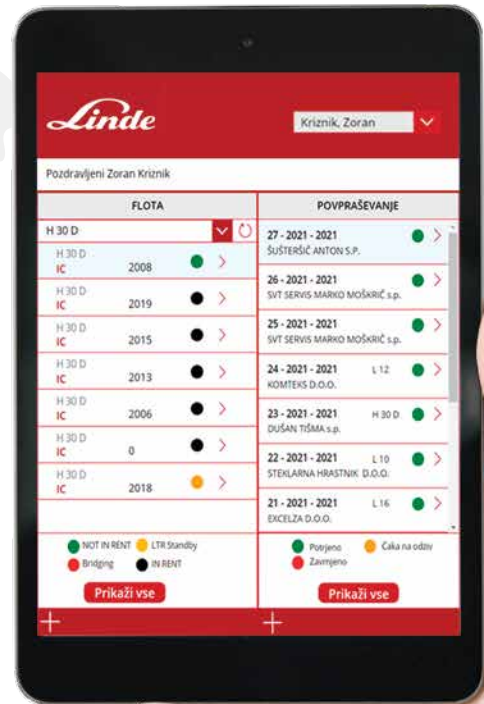 Linde
Kriznik, Zoran
Pozdravljeni Zoran Kriznik
FLOTA
H 30 D
H 30 D
IC 2008
H 30 D
IC 2019
H 30 D
IC 2015
H 30 D
IC 2013
H 30 D
IC 2006
H 30 D
IC 0
H 30 D
IC 2018
NOT IN RENT LTR Standby
Bridging IN RENT
Prikaži vse
POVPRAŠEVANJE
27 - 2021 - 2021
ŠUŠTERŠIČ ANTON S.P.
26 - 2021 - 2021
SVT SERVIS MARKO MOŠKRIČ s.p.
25 - 2021 - 2021
SVT SERVIS MARKO MOŠKRIČ s.p.
24 - 2021 - 2021 L 12
KOMTEKS D.O.O.
23 - 2021 - 2021 H 30 D
DUŠAN TIŠMA s.p.
22 - 2021 - 2021 L 10
STEKLARNA HRASTNIK D.O.O.
21 - 2021 - 2021 L 16
EXCELZA D.O.O.
Potrjeno Čaka na odziv
Zavrnjeno
Prikaži vse